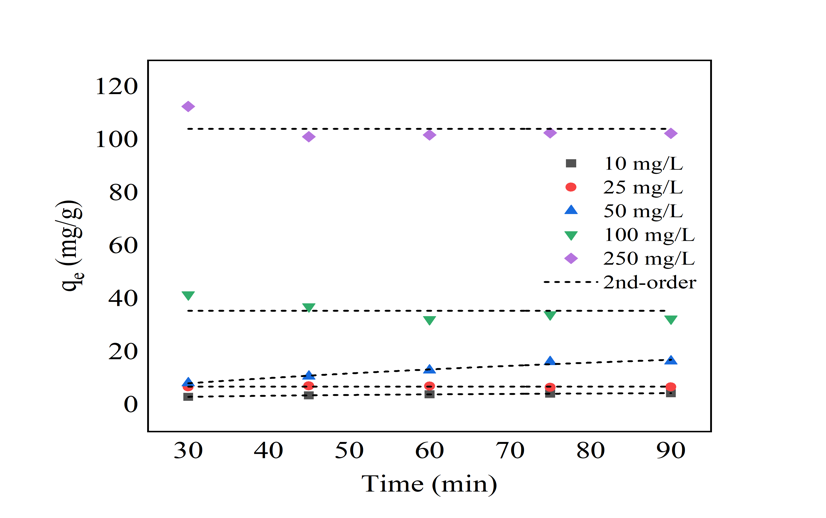 120
100
80
60
40
20
0
qe (mg/g)
30 40 50 60 70 80 90
Time (min)
10 mg/L
25 mg/L
50 mg/L
100 mg/L
250 mg/L
2nd-order